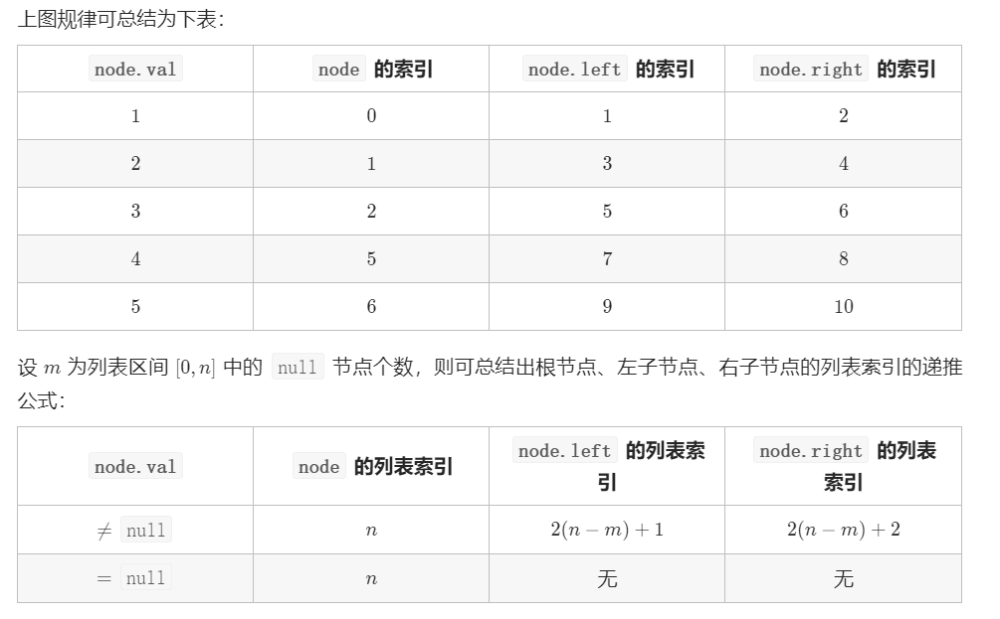 上图规律可总结为下表：
node.val node 的索引 node.left 的索引 node.right 的索引
1 0 1 2
2 1 3 4
3 2 5 6
4 5 7 8
5 6 9 10
设 m 为列表区间 [0, n] 中的 null 节点个数，则可总结出根节点、左子节点、右子节点的列表索引的递推
公式：
node.val node 的列表索引 node.left 的列表索引 node.right 的列表索引
≠ null n 2(n − m) + 1 2(n − m) + 2
= null n 无 无